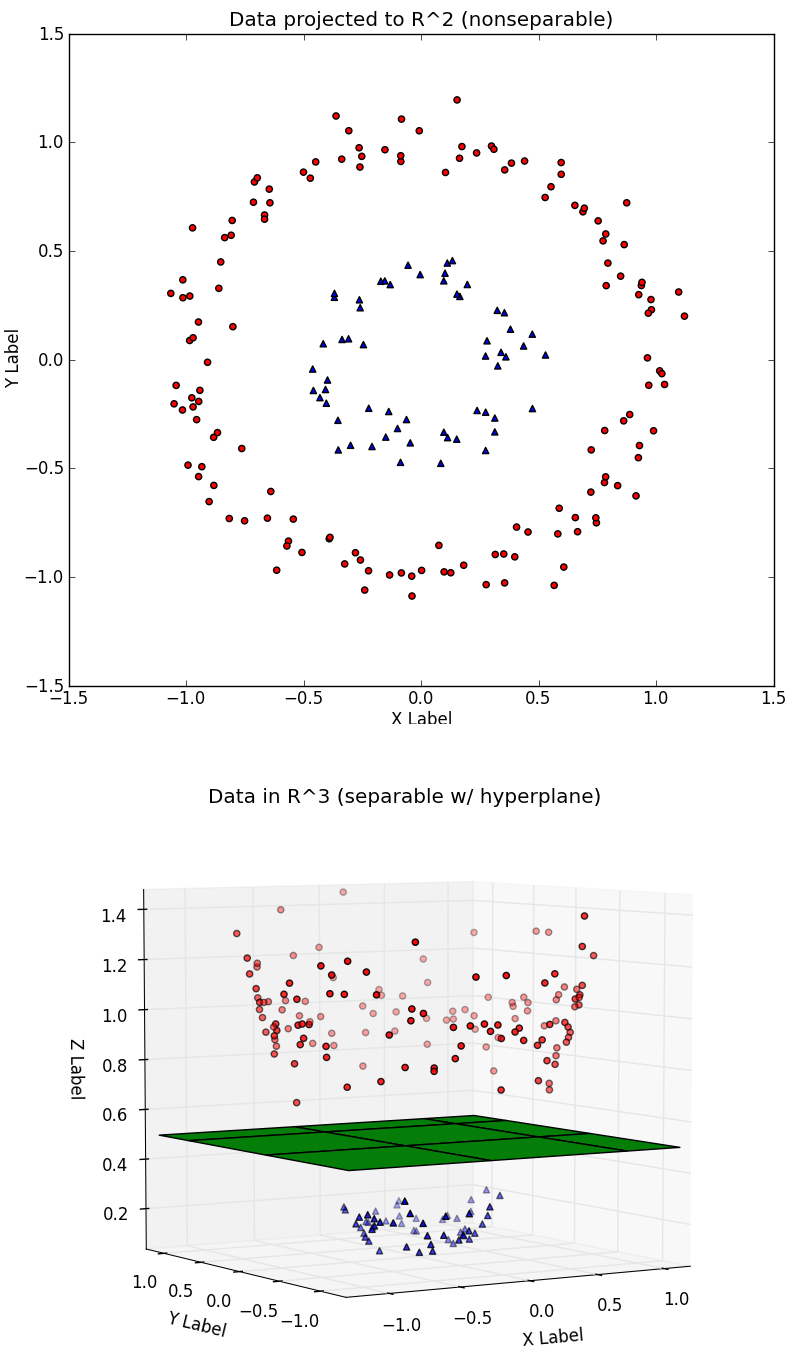 Data projected to R^2 (nonseparable)
1.5
1.0
0.5
0.0
−0.5
−1.0
−1.5
Y Label
−1.5 −1.0 −0.5 0.0 0.5 1.0 1.5
X Label
Data in R^3 (separable w/ hyperplane)
1.4
1.2
1.0
0.8
0.6
0.4
0.2
Z Label
1.0 0.5 0.0 −0.5 −1.0
Y Label
−1.0 −0.5 0.0 0.5 1.0
X Label